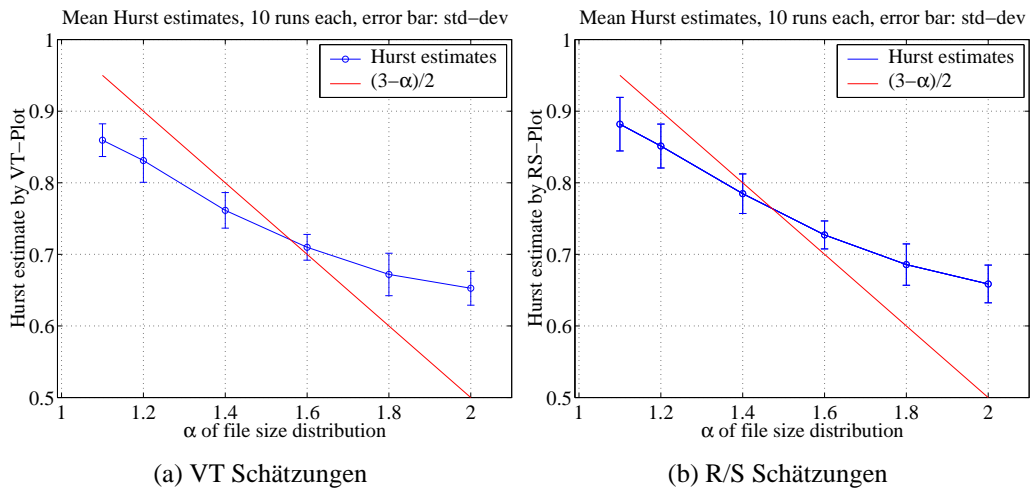 Mean Hurst estimates, 10 runs each, error bar: std−dev
Hurst estimate by VT−Plot
1
0.9
0.8
0.7
0.6
0.5
Hurst estimates
(3−α)/2
1 1.2 1.4 1.6 1.8 2
α of file size distribution
(a) VT Schätzungen
Mean Hurst estimates, 10 runs each, error bar: std−dev
Hurst estimate by RS−Plot
1
0.9
0.8
0.7
0.6
0.5
Hurst estimates
(3−α)/2
1 1.2 1.4 1.6 1.8 2
α of file size distribution
(b) R/S Schätzungen